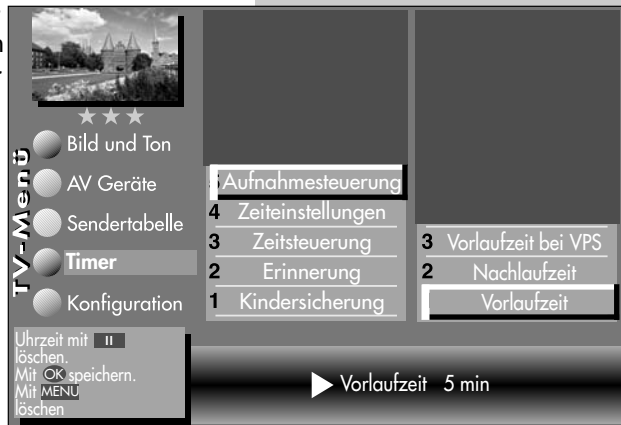 TV-Menü
Bild und Ton
AV Geräte
Sendertabelle
Timer
Konfiguration
5 Aufnahmesteuerung
4 Zeiteinstellungen
3 Zeitsteuerung
2 Erinnerung
1 Kindersicherung
3 Vorlaufzeit bei VPS
2 Nachlaufzeit
Vorlaufzeit
Uhrzeit mit II
löschen.
Mit OK speichern.
Mit MENU
löschen
Vorlaufzeit 5 min